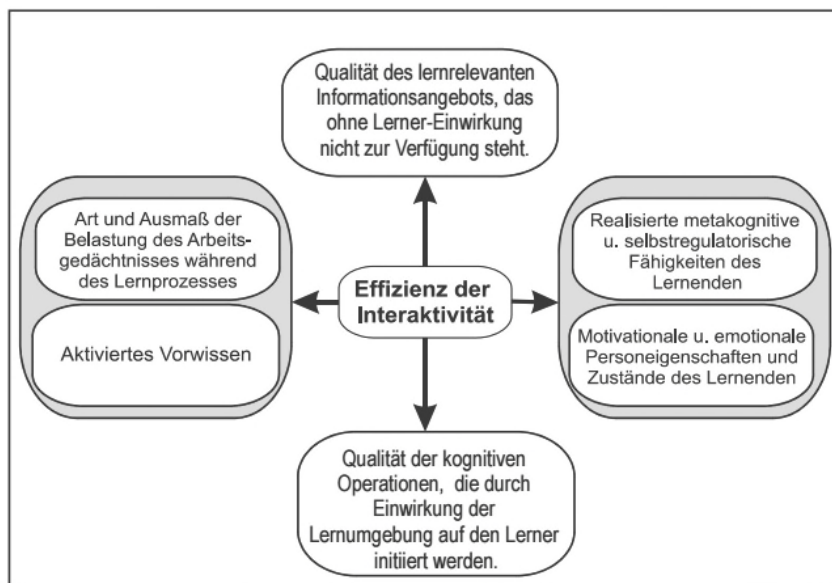 Qualität des lernrelevanten
Informationsangebots, das
ohne Lerner-Einwirkung
nicht zur Verfügung steht.
Art und Ausmaß der
Belastung des Arbeits-
gedächtnisses während
des Lernprozesses
Aktiviertes Vorwissen
Effizienz der
Interaktivität
Realisierte metakognitive
u. selbstregulatorische
Fähigkeiten des
Lernenden
Motivationale u. emotionale
Personeigenschaften und
Zustände des Lernenden
Qualität der kognitiven
Operationen, die durch
Einwirkung der
Lernumgebung auf den Lerner
initiiert werden.